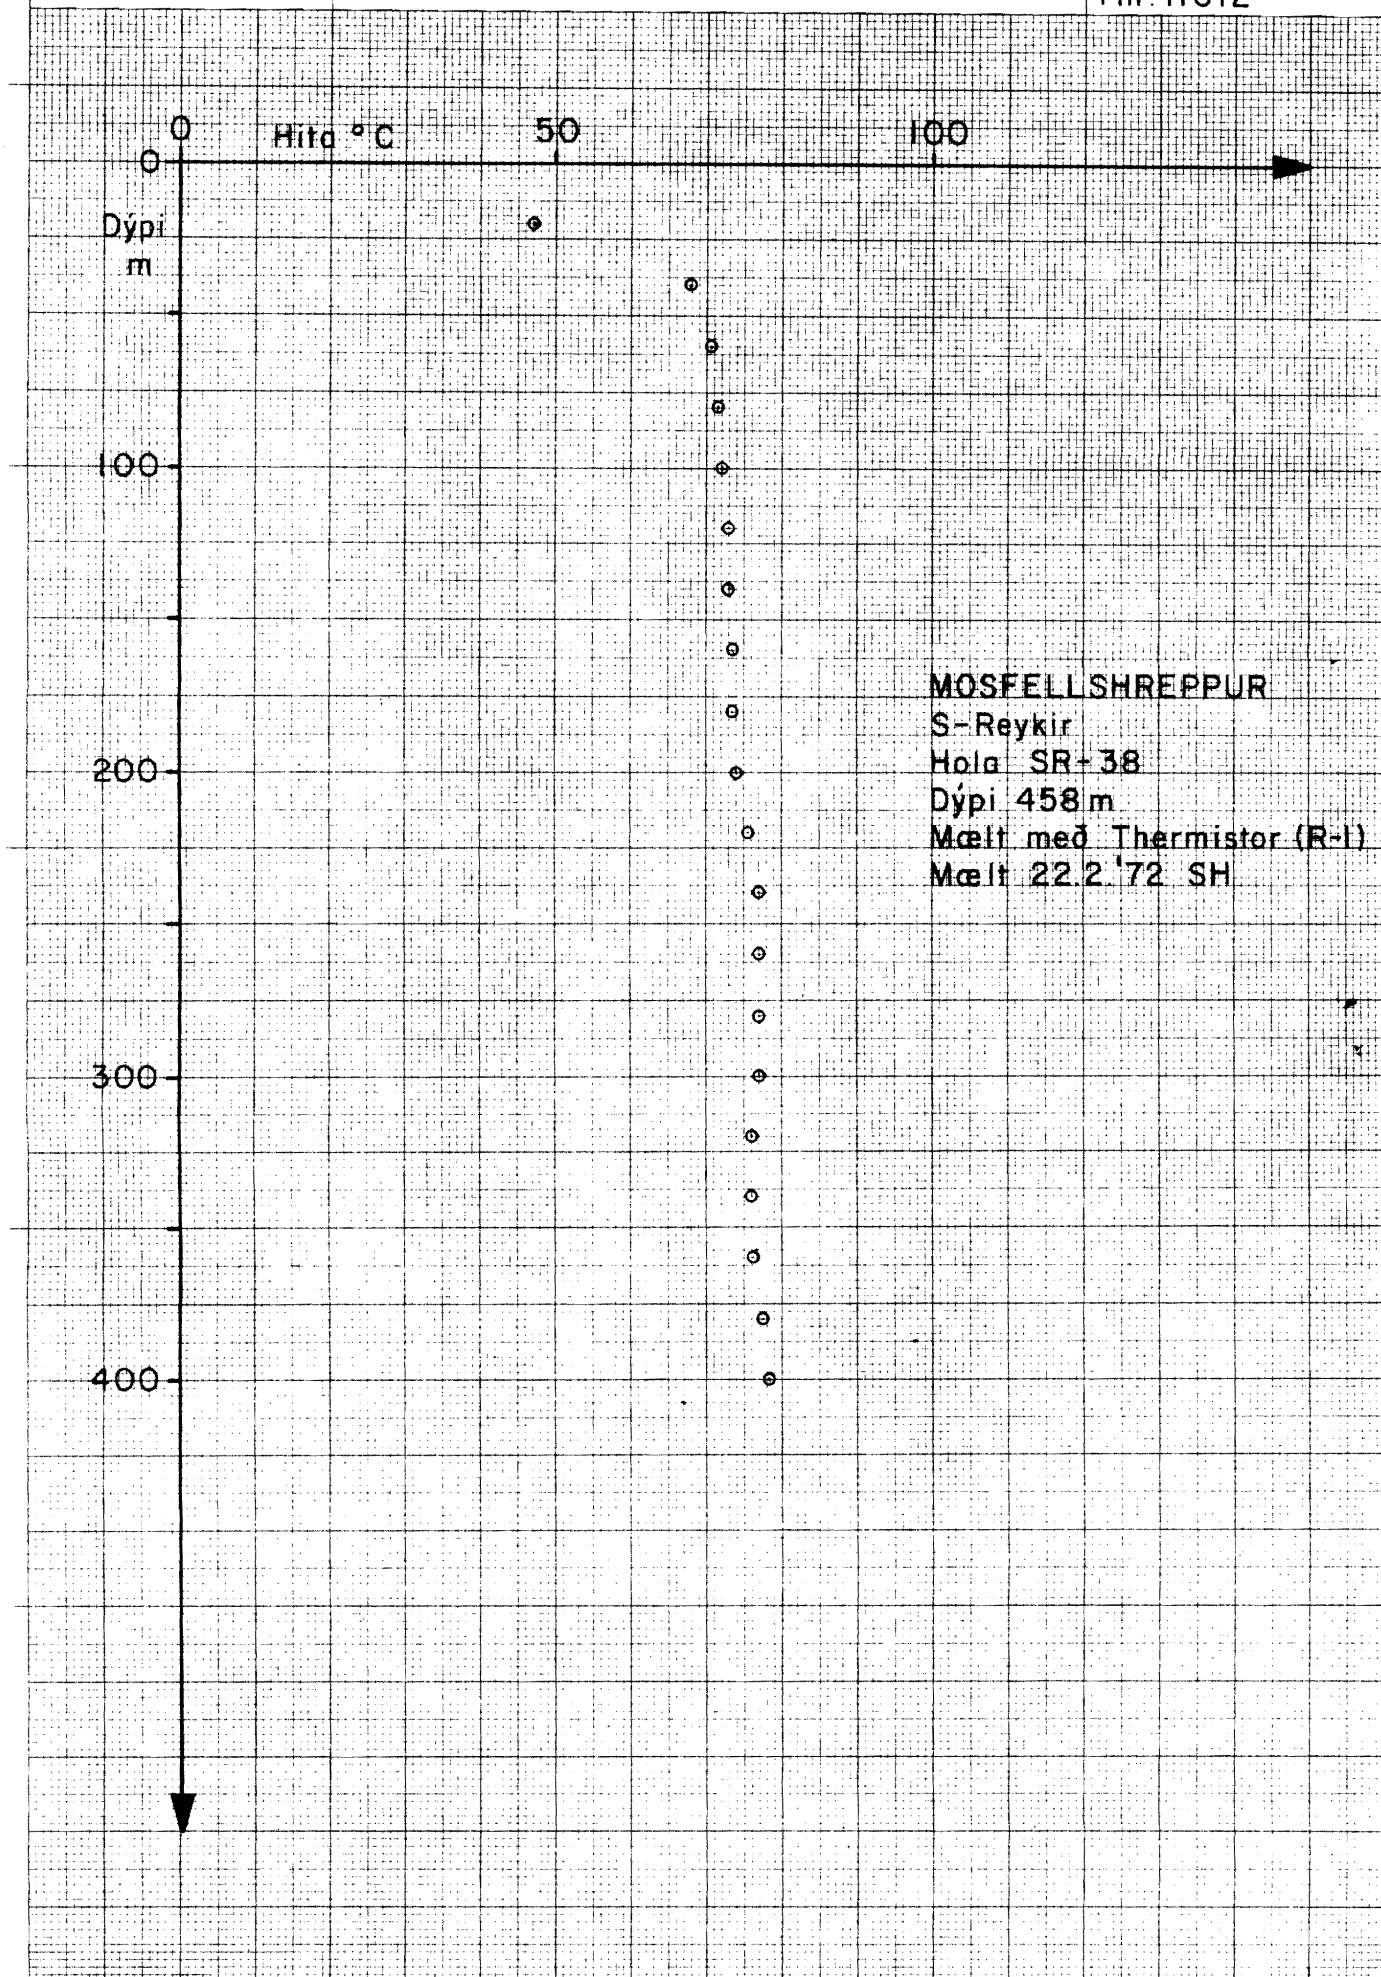 0 Hita °C 50 100
0
Dýpi
m
100
200
300
400
MOSFELLSHREPPUR
S-Reykir
Hola SR-38
Dýpi 458 m
Mælt með Thermistor (R-1)
Mælt 22.2.'72 SH